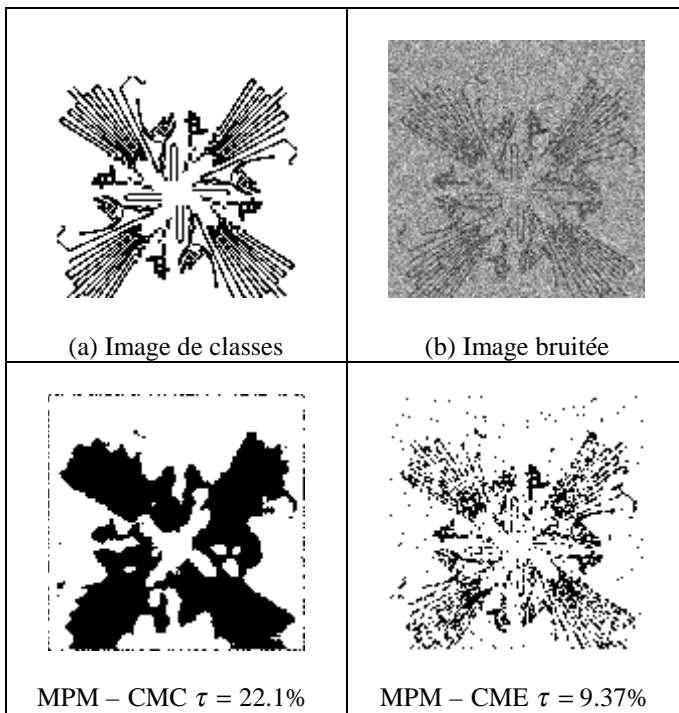 (a) Image de classes
(b) Image bruitée
MPM – CMC τ = 22.1%
MPM – CME τ = 9.37%